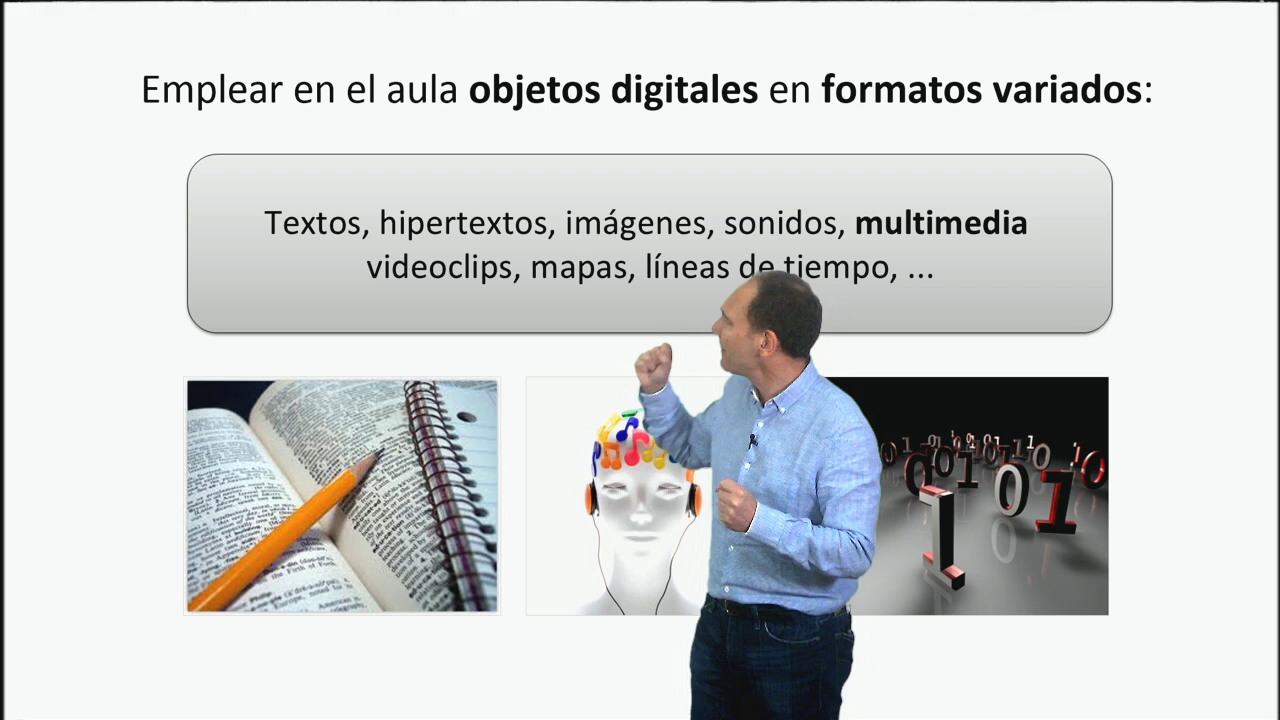 Emplear en el aula objetos digitales en formatos variados:
Textos, hipertextos, imágenes, sonidos, multimedia
videoclips, mapas, líneas de tiempo, ...